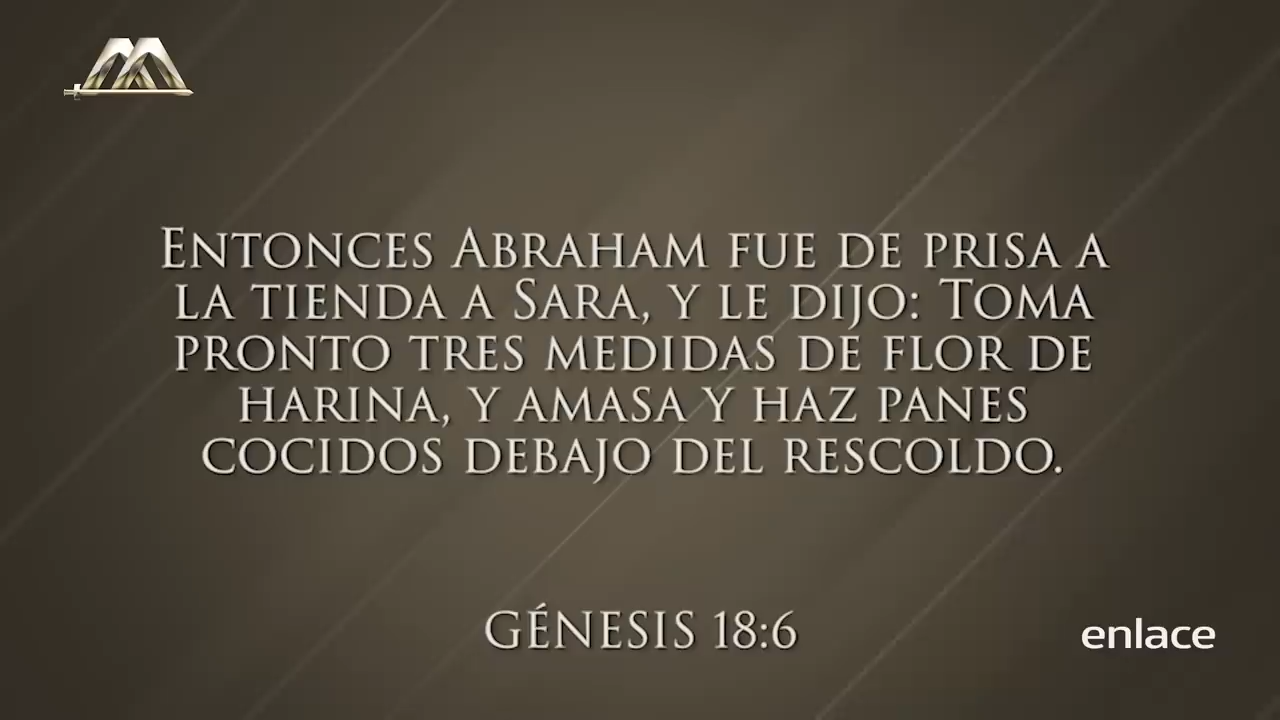 Entonces Abraham fue de prisa a
la tienda a Sara, y le dijo: Toma
pronto tres medidas de flor de
harina, y amasa y haz panes
cocidos debajo del rescoldo.
GÉNESIS 18:6
enlace